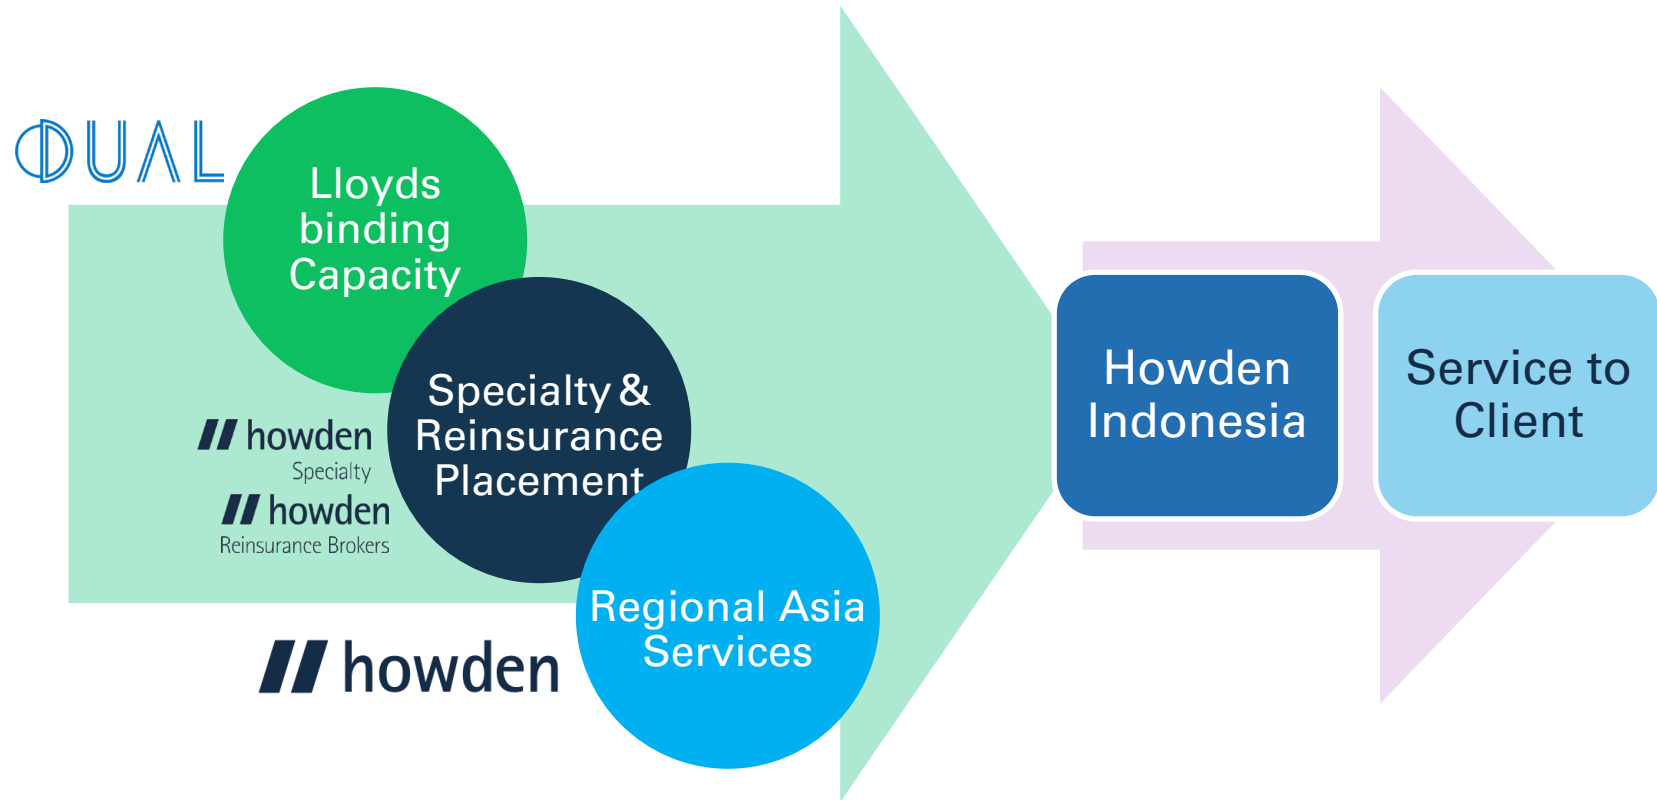 DUAL
Lloyds
binding
Capacity
Specialty &
Reinsurance
Placement
howden
Specialty
howden
Reinsurance Brokers
Regional Asia
Services
howden
Howden
Indonesia
Service to
Client